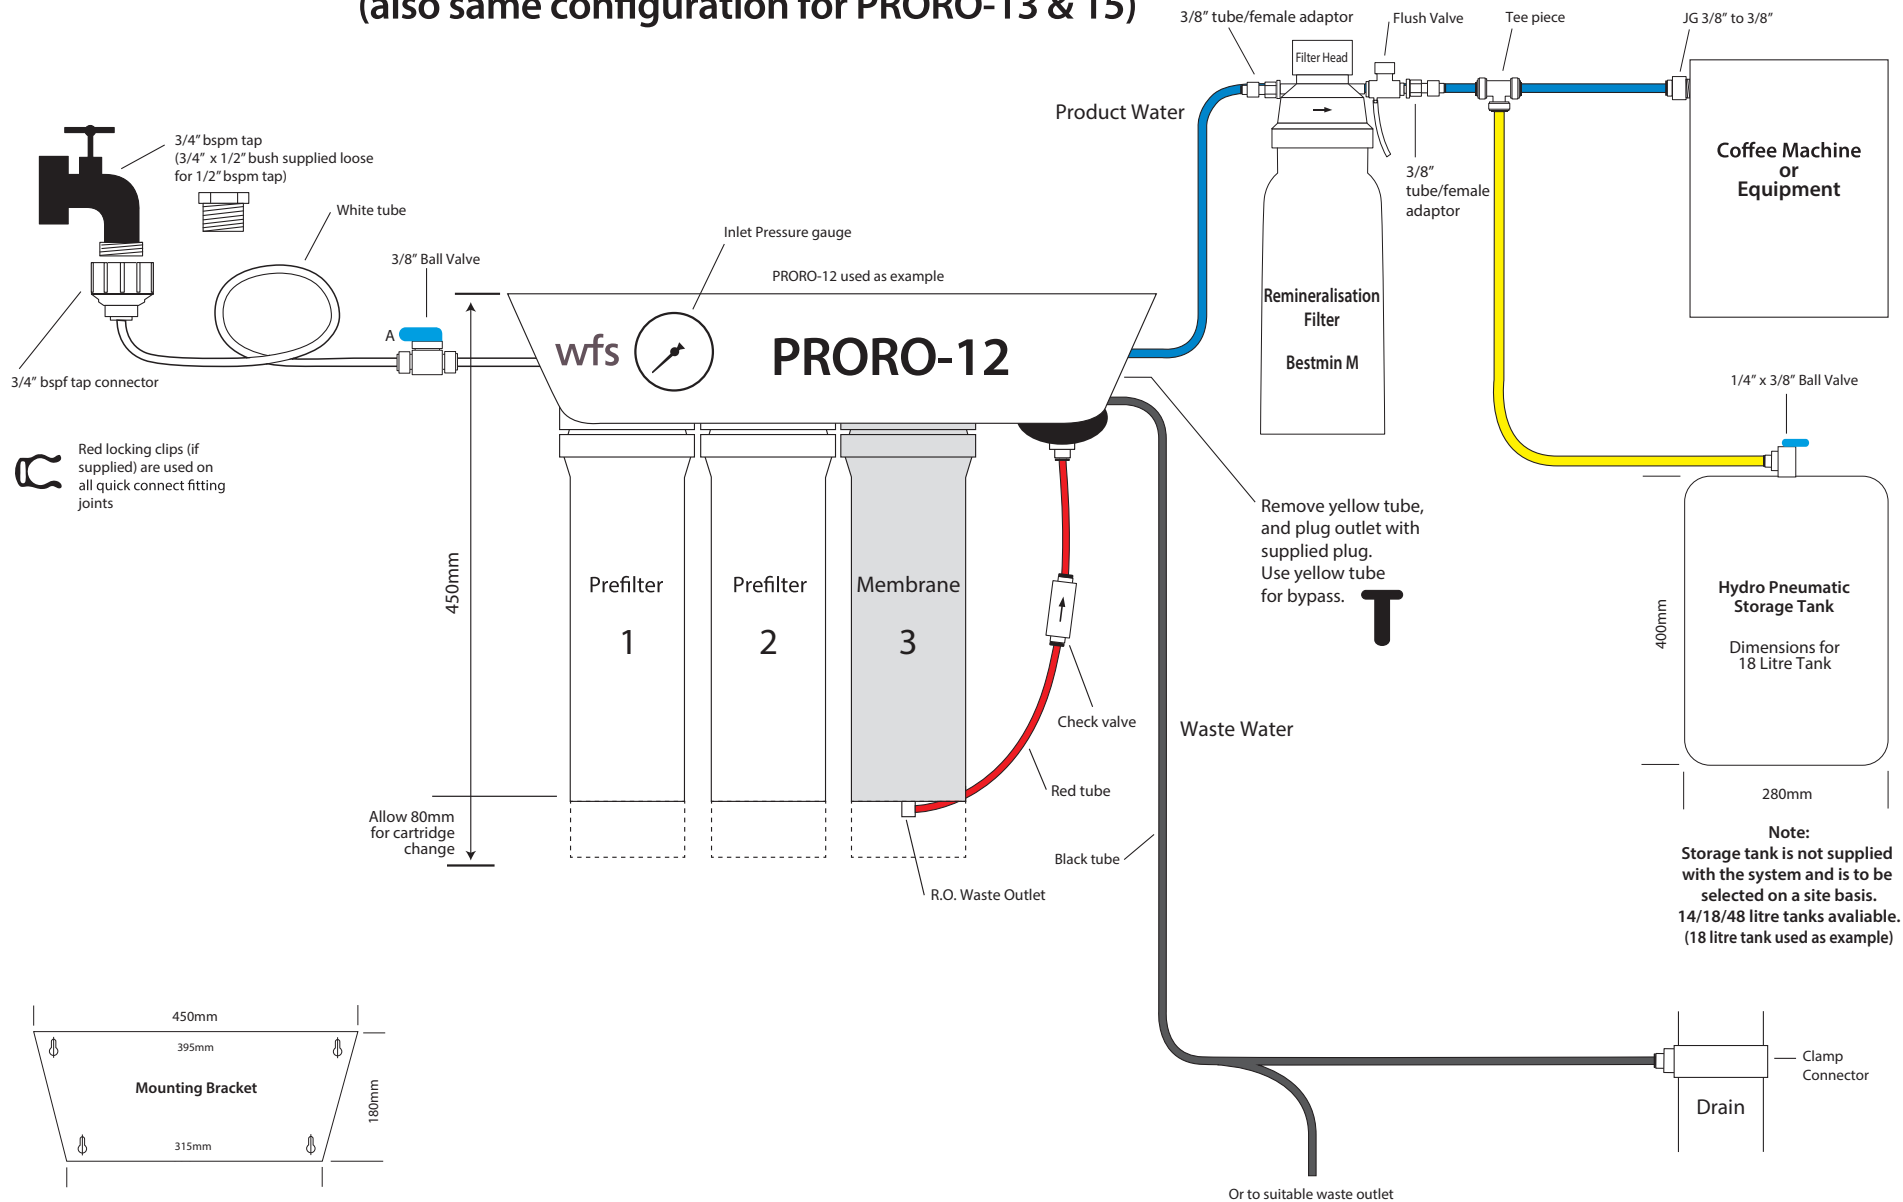 (also same configuration for PRORO-13 & 15)
3/8” tube/female adaptor
Flush Valve
Tee piece
JG 3/8” to 3/8”
Filter Head
Product Water
3/4” bspm tap
(3/4” x 1/2” bush supplied loose
for 1/2” bspm tap)
3/8”
tube/female
adaptor
Coffee Machine
or
Equipment
White tube
Inlet Pressure gauge
3/8” Ball Valve
PRORO-12 used as example
A
wfs
PRORO-12
Remineralisation
Filter
Bestmin M
3/4” bspf tap connector
1/4” x 3/8” Ball Valve
Red locking clips (if
supplied) are used on
all quick connect fitting
joints
Remove yellow tube,
and plug outlet with
supplied plug.
Use yellow tube
for bypass.
450mm
Prefilter
1
Prefilter
2
Membrane
3
400mm
Hydro Pneumatic
Storage Tank
Dimensions for
18 Litre Tank
Check valve
Waste Water
Red tube
280mm
Allow 80mm
for cartridge
change
Black tube
R.O. Waste Outlet
Note:
Storage tank is not supplied
with the system and is to be
selected on a site basis.
14/18/48 litre tanks avaliable.
(18 litre tank used as example)
450mm
395mm
Mounting Bracket
180mm
315mm
Clamp
Connector
Drain
Or to suitable waste outlet